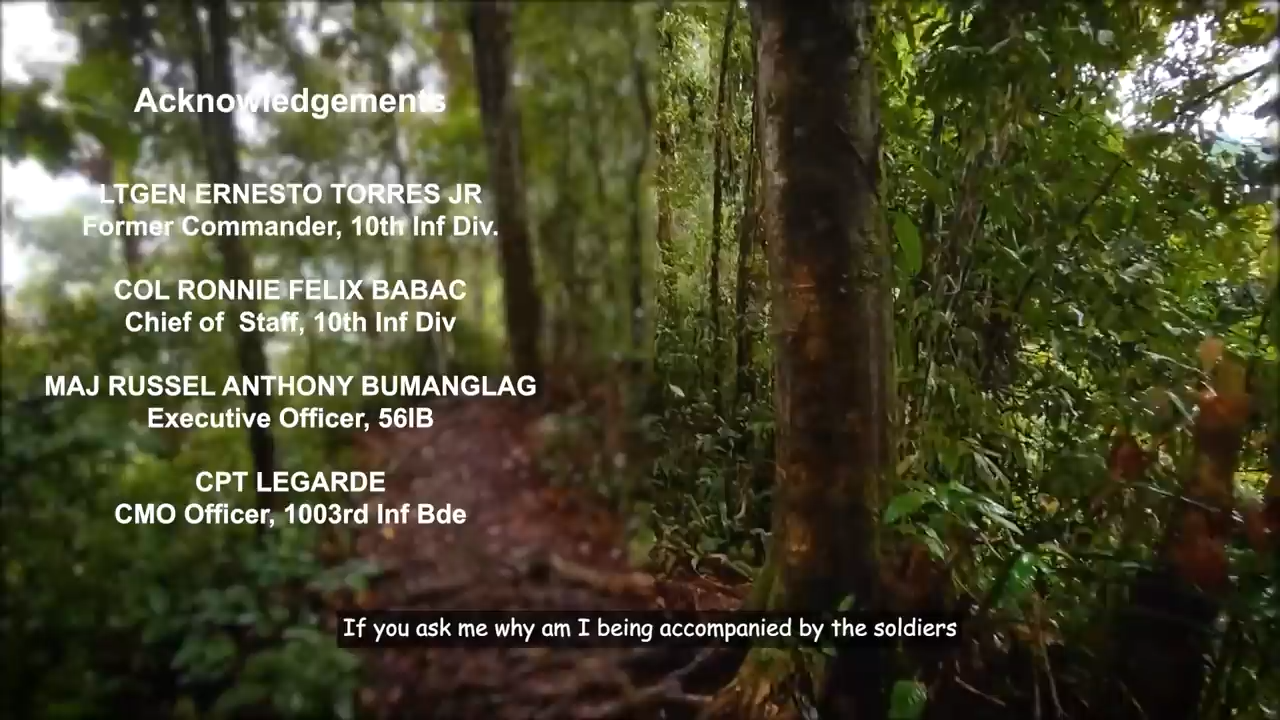 Acknowledgements
LTGEN ERNESTO TORRES JR
Former Commander, 10th Inf Div.
COL RONNIE FELIX BABAC
Chief of  Staff, 10th Inf Div
MAJ RUSSEL ANTHONY BUMANGLAG
Executive Officer, 56IB
CPT LEGARDE
CMO Officer, 1003rd Inf Bde
If you ask me why am I being accompanied by the soldiers